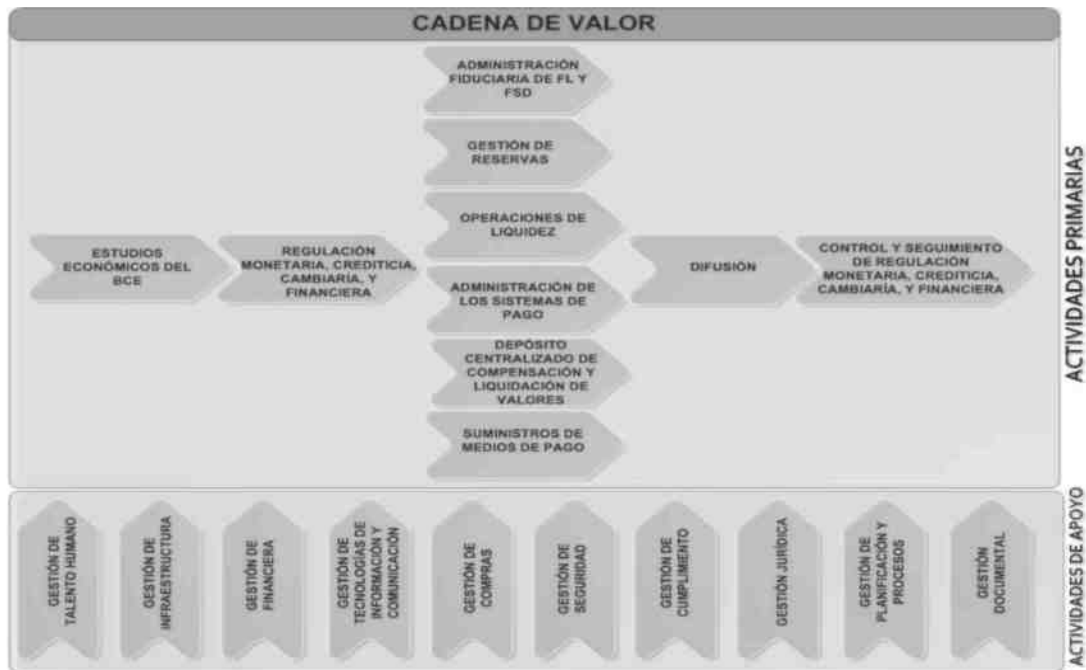 CADENA DE VALOR
ADMINISTRACIÓN
FIDUCIARIA DE FL Y
FSD
GESTIÓN DE
RESERVAS
OPERACIONES DE
LIQUIDEZ
ESTUDIOS
ECONÓMICOS DEL
BCE
REGULACIÓN
MONETARIA, CREDITICIA,
CAMBIARÍA, Y
FINANCIERA
ADMINISTRACIÓN DE
LOS SISTEMAS DE
PAGO
DIFUSIÓN
CONTROL Y SEGUIMIENTO
DE REGULACIÓN
MONETARIA, CREDITICIA,
CAMBIARÍA, Y FINANCIERA
DEPÓSITO
CENTRALIZADO DE
COMPENSACIÓN Y
LIQUIDACIÓN DE
VALORES
SUMINISTROS DE
MEDIOS DE PAGO
ACTIVIDADES PRIMARIAS
GESTIÓN DE
TALENTO HUMANO
GESTIÓN DE
INFRAESTRUCTURA
GESTIÓN DE
FINANCIERA
GESTIÓN DE
TECNOLOGÍAS DE
INFORMACIÓN Y
COMUNICACIÓN
GESTIÓN DE
COMPRAS
GESTIÓN DE
SEGURIDAD
GESTIÓN DE
CUMPLIMIENTO
GESTIÓN JURÍDICA
GESTIÓN DE
PLANIFICACIÓN Y
PROCESOS
GESTIÓN
DOCUMENTAL
ACTIVIDADES DE APOYO